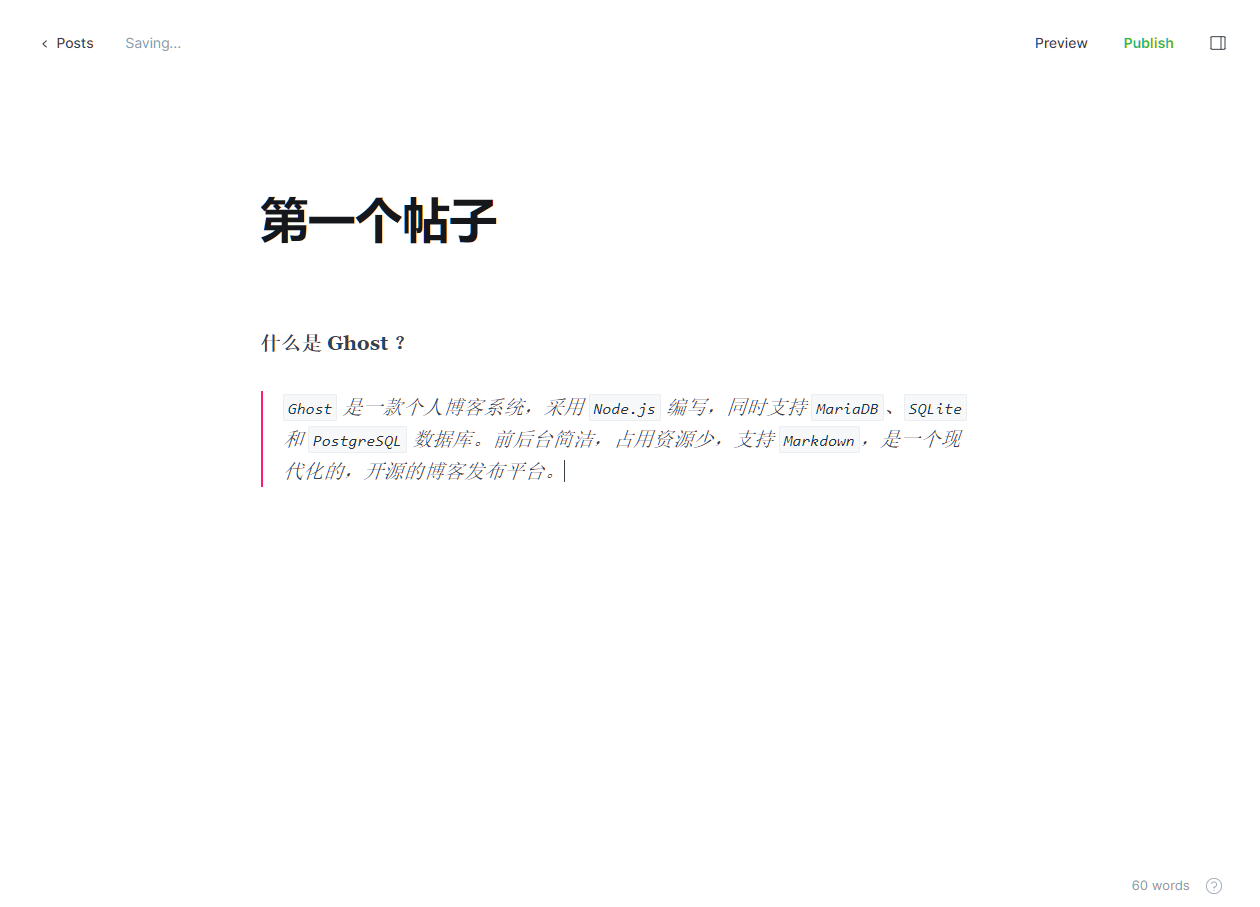 Posts Saving... Preview Publish
第一个帖子
什么是 Ghost ？
Ghost 是一款个人博客系统，采用 Node.js 编写，同时支持 MariaDB、SQLite
和 PostgreSQL 数据库。前后台简洁，占用资源少，支持 Markdown，是一个现
代化的，开源的博客发布平台。
60 words ?